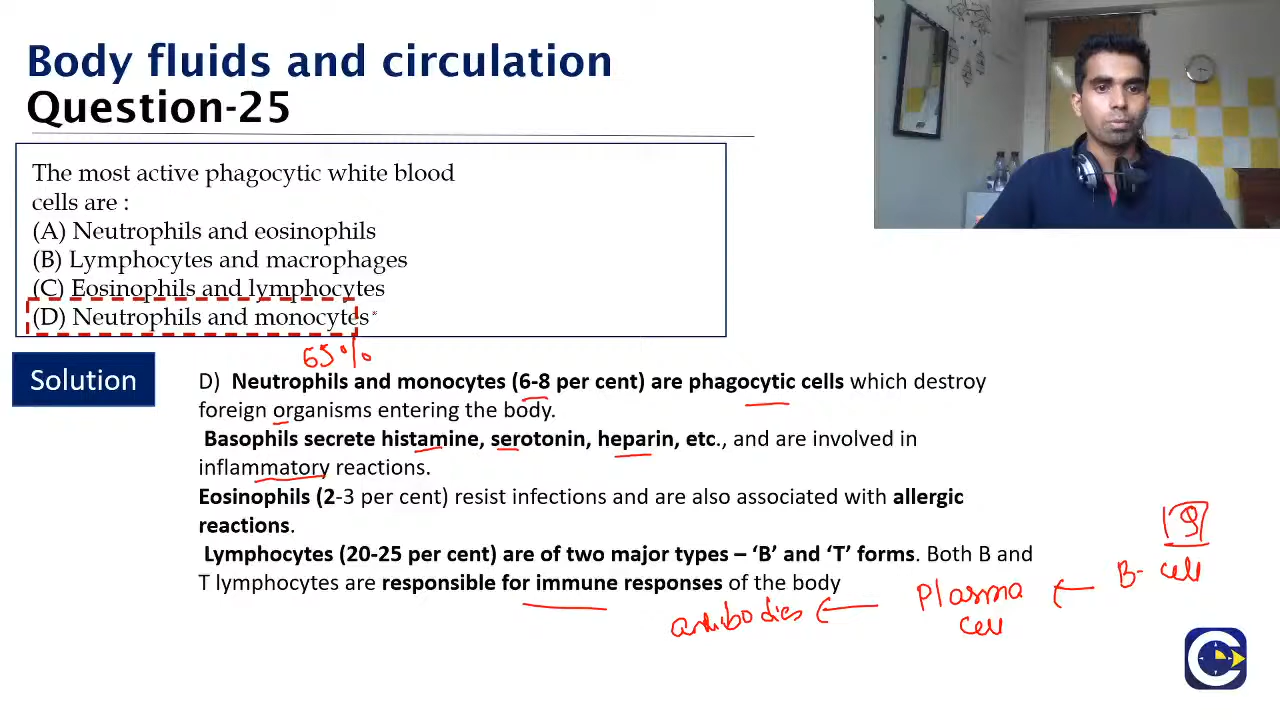 Body fluids and circulation
Question-25
The most active phagocytic white blood
cells are :
(A) Neutrophils and eosinophils
(B) Lymphocytes and macrophages
(C) Eosinophils and lymphocytes
(D) Neutrophils and monocytes*
65%
Solution
D) Neutrophils and monocytes (6-8 per cent) are phagocytic cells which destroy
foreign organisms entering the body.
Basophils secrete histamine, serotonin, heparin, etc., and are involved in
inflammatory reactions.
Eosinophils (2-3 per cent) resist infections and are also associated with allergic
reactions.
Lymphocytes (20-25 per cent) are of two major types – ‘B’ and ‘T’ forms. Both B and
T lymphocytes are responsible for immune responses of the body
B- cell
Plasma
cell
antibodies